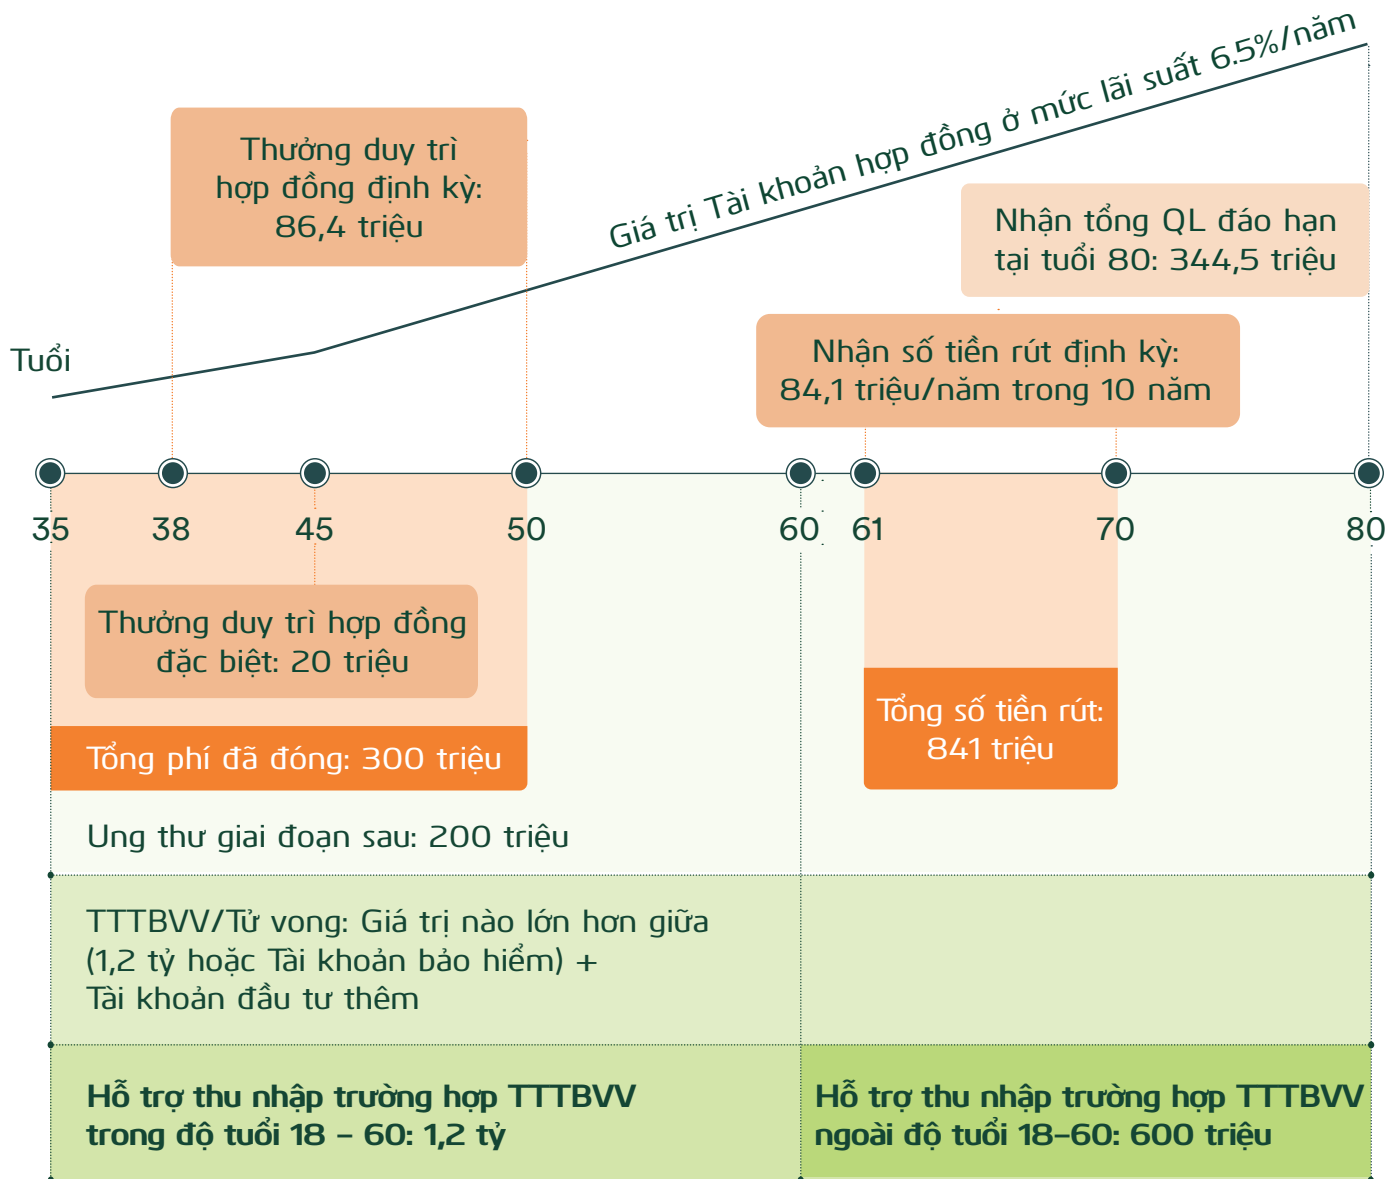 Giá trị Tài khoản hợp đồng ở mức lãi suất 6.5%/năm
Thưởng duy trì
hợp đồng định kỳ:
86,4 triệu
Nhận tổng QL đáo hạn
tại tuổi 80: 344,5 triệu
Nhận số tiền rút định kỳ:
84,1 triệu/năm trong 10 năm
Tuổi
35 38 45 50 60 61 70 80
Thưởng duy trì hợp đồng
đặc biệt: 20 triệu
Tổng phí đã đóng: 300 triệu
Tổng số tiền rút:
841 triệu
Ung thư giai đoạn sau: 200 triệu
TTTBVV/Tử vong: Giá trị nào lớn hơn giữa
(1,2 tỷ hoặc Tài khoản bảo hiểm) +
Tài khoản đầu tư thêm
Hỗ trợ thu nhập trường hợp TTTBVV
trong độ tuổi 18 – 60: 1,2 tỷ
Hỗ trợ thu nhập trường hợp TTTBVV
ngoài độ tuổi 18–60: 600 triệu